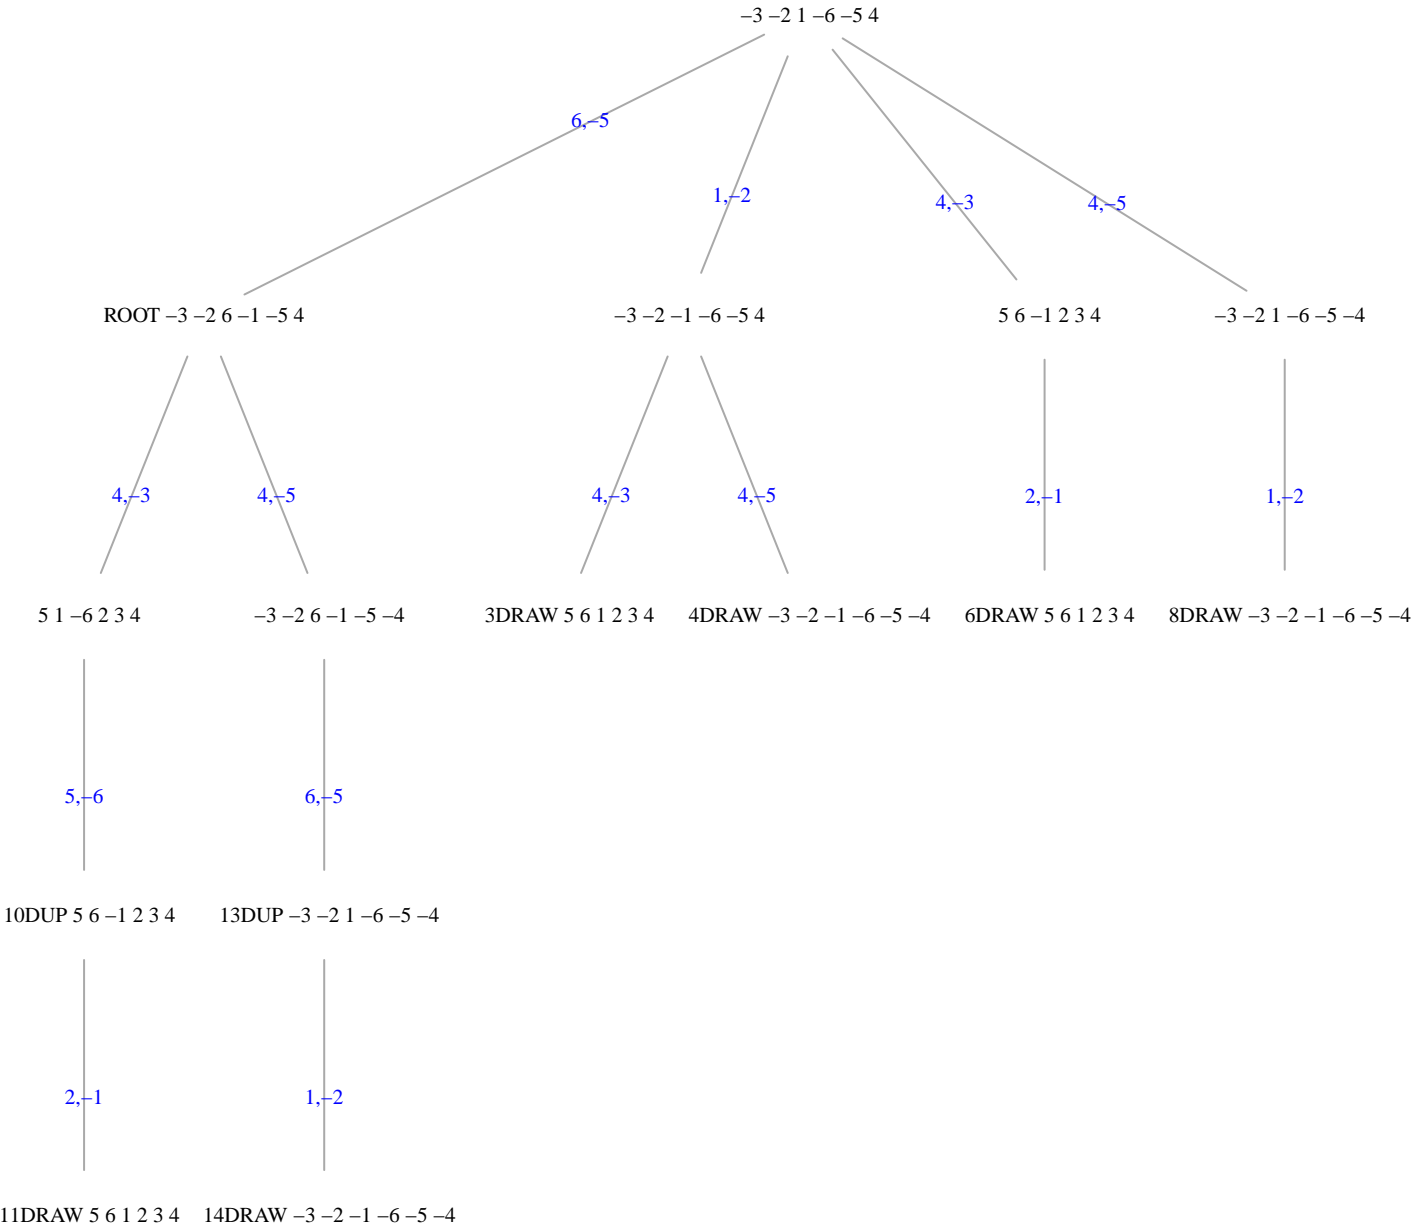 –3 –2 1 –6 –5 4
6,–5
1,–2
4,–3
4,–5
ROOT –3 –2 6 –1 –5 4
–3 –2 –1 –6 –5 4
5 6 –1 2 3 4
–3 –2 1 –6 –5 –4
4,–3
4,–5
4,–3
4,–5
2,–1
1,–2
5 1 –6 2 3 4
–3 –2 6 –1 –5 –4
3DRAW 5 6 1 2 3 4
4DRAW –3 –2 –1 –6 –5 –4
6DRAW 5 6 1 2 3 4
8DRAW –3 –2 –1 –6 –5 –4
5,–6
6,–5
10DUP 5 6 –1 2 3 4
13DUP –3 –2 1 –6 –5 –4
2,–1
1,–2
11DRAW 5 6 1 2 3 4
14DRAW –3 –2 –1 –6 –5 –4